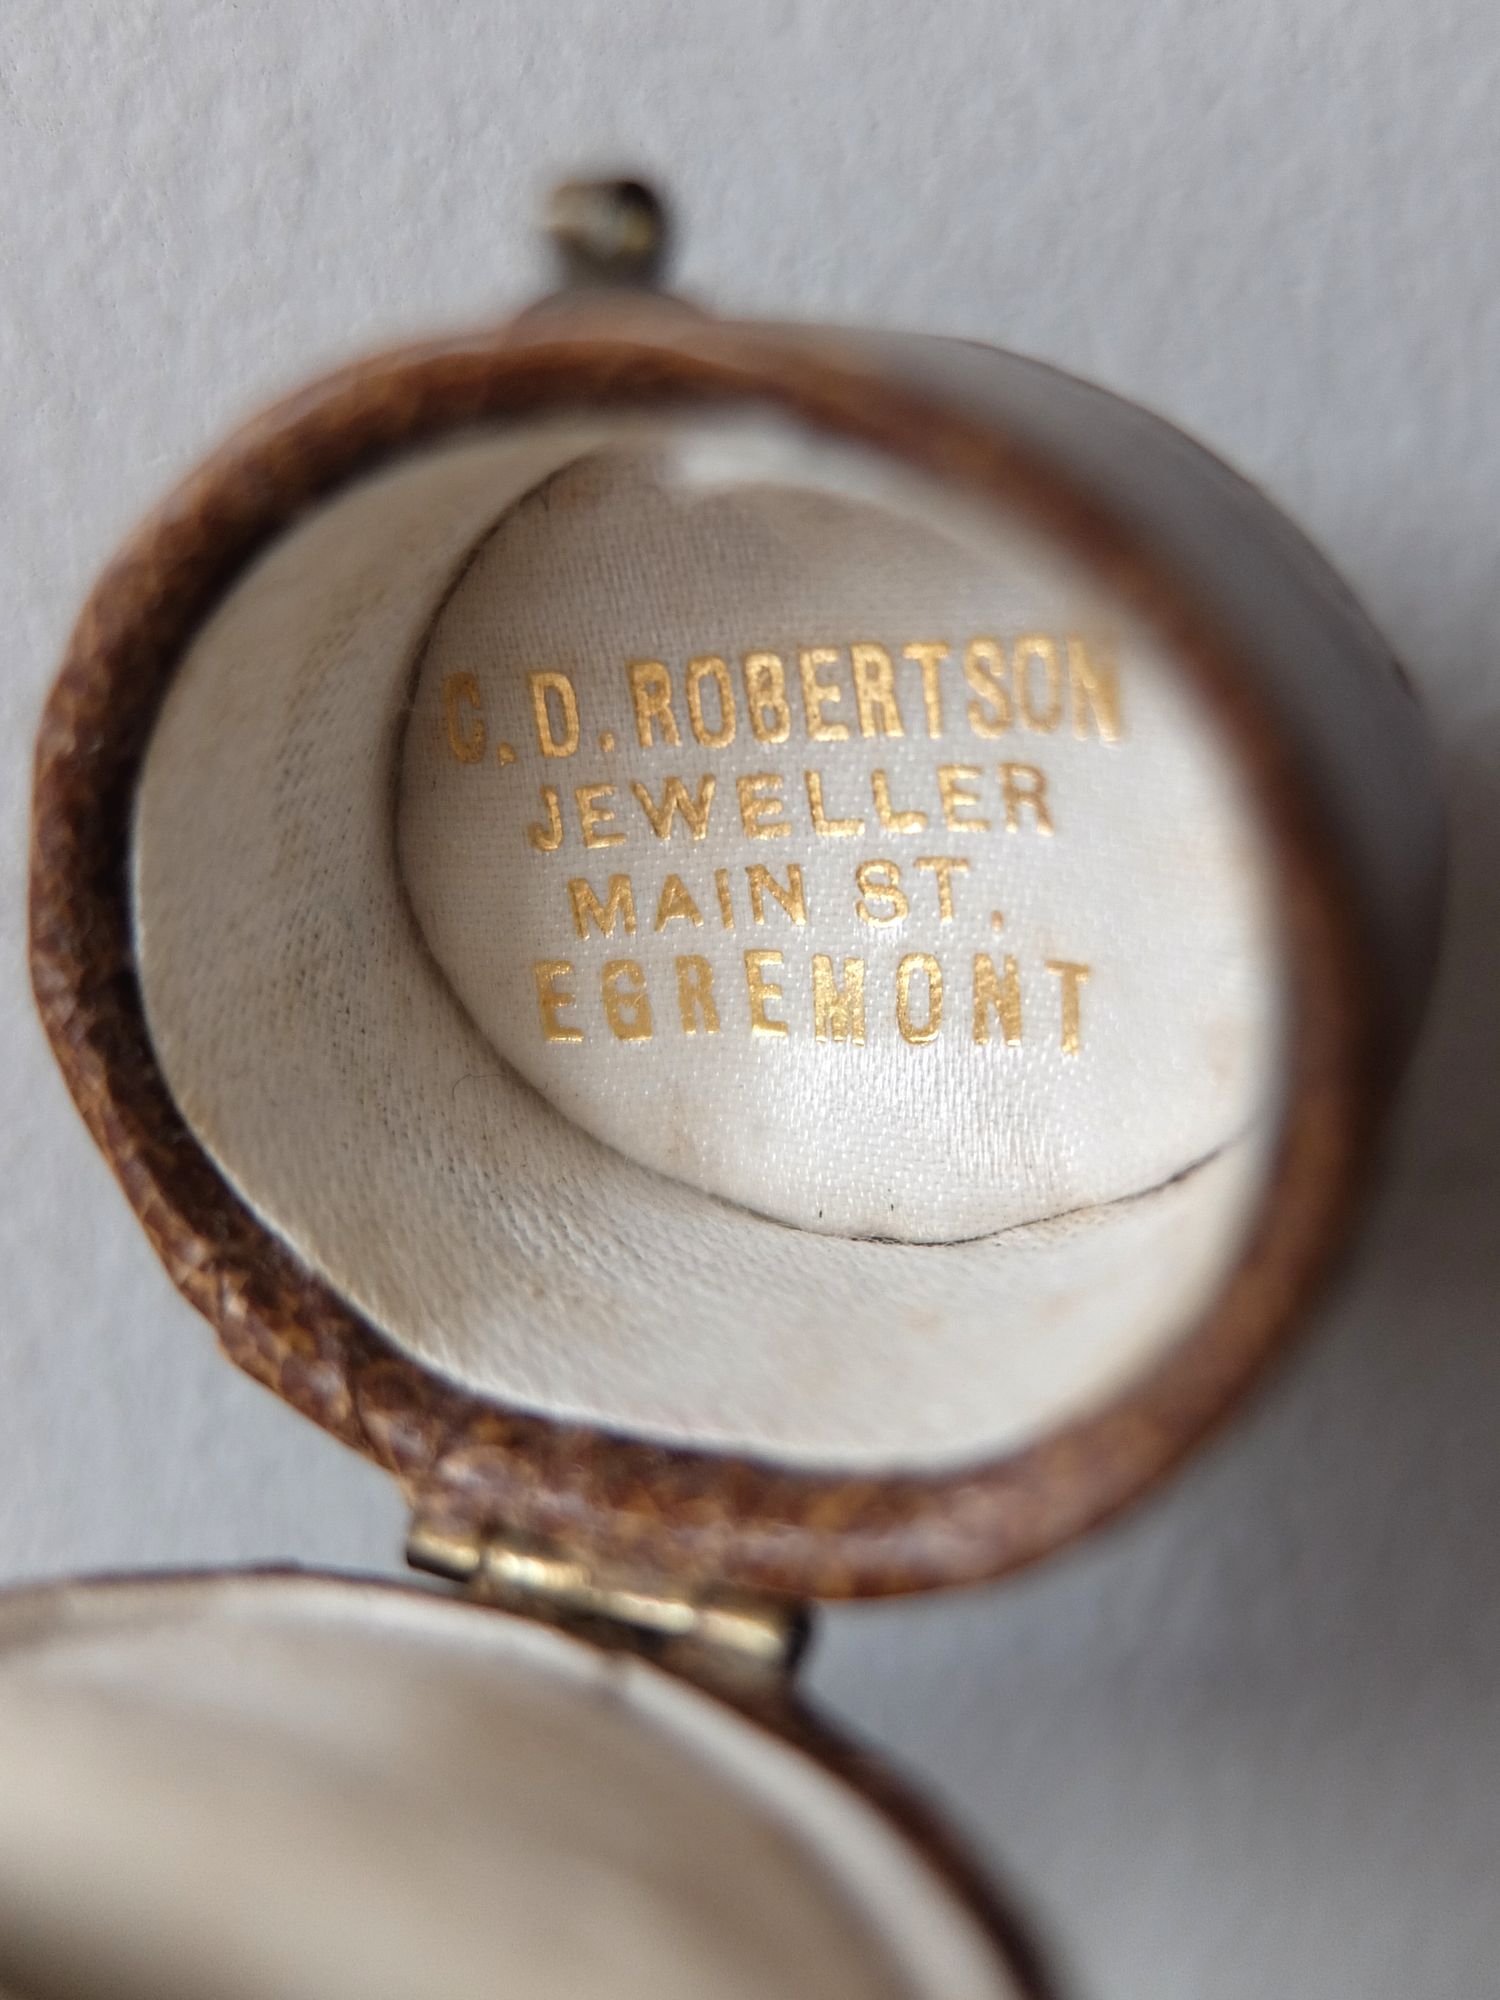 C.D.ROBERTSON
JEWELLER
MAIN ST.
EGREMONT